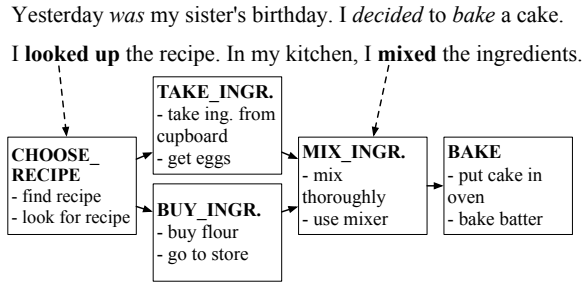 Yesterday was my sister's birthday. I decided to bake a cake.
I looked up the recipe. In my kitchen, I mixed the ingredients.
CHOOSE_
RECIPE
- find recipe
- look for recipe
TAKE_INGR.
- take ing. from
cupboard
- get eggs
BUY_INGR.
- buy flour
- go to store
MIX_INGR.
- mix
thoroughly
- use mixer
BAKE
- put cake in
oven
- bake batter